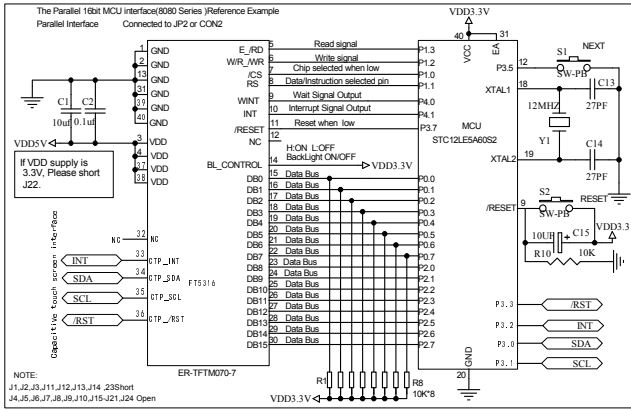 The Parallel 16bit MCU interface(8080 Series )Reference Example
Parallel Interface Connected to JP2 or CON2
VDD3.3V
1 GND
2 GND
13 GND
31 GND
39 GND
40 GND
3 VDD
4 VDD
37 VDD
38 VDD
C1 C2
10uf 0.1uf
VDD5V
If VDD supply is
3.3V, Please short
J22.
E_/RD 5 Read signal P1.3
W/R_/WR 6 Write signal P1.2
/CS 7 Chip selected when low P1.0
RS 8 Data/Instruction selected pin P1.1
WINT 9 Wait Signal Output P4.0
INT 10 Interrupt Signal Output P4.1
/RESET 11 Reset when low P3.7
NC 12
H:ON L:OFF
BackLight ON/OFF
BL_CONTROL 14 VDD3.3V
DB0 15 Data Bus P0.0
DB1 16 Data Bus P0.1
DB2 17 Data Bus P0.2
DB3 18 Data Bus P0.3
DB4 19 Data Bus P0.4
DB5 20 Data Bus P0.5
DB6 21 Data Bus P0.6
DB7 22 Data Bus P0.7
DB8 23 Data Bus P2.0
DB9 24 Data Bus P2.1
DB10 25 Data Bus P2.2
DB11 26 Data Bus P2.3
DB12 27 Data Bus P2.4
DB13 28 Data Bus P2.5
DB14 29 Data Bus P2.6
DB15 30 Data Bus P2.7
Capacitive touch screen interface
NC 32 NC
INT 33 CTP_INT
SDA 34 CTP_SDA
SCL 35 CTP_SCL
/RST 36 CTP_/RST
FT5316
ER-TFTM070-7
R1 R8
10K*8
VDD3.3V
40 VCC
EA 31
MCU
STC12LE5A60S2
P3.5 12
S1 NEXT
SW-PB
XTAL1 18
C13
27PF
12MHZ
Y1
XTAL2 19
C14
27PF
/RESET 9
S2 RESET
SW-PB
VDD3.3
10UF + C15
R10 10K
P3.3 /RST
P3.2 INT
P3.0 SDA
P3.1 SCL
GND
20
NOTE:
J1,J2,J3,J11,J12,J13,J14 ,23Short
J4,J5,J6,J7,J8,J9,J10,J15-J21,J24 Open